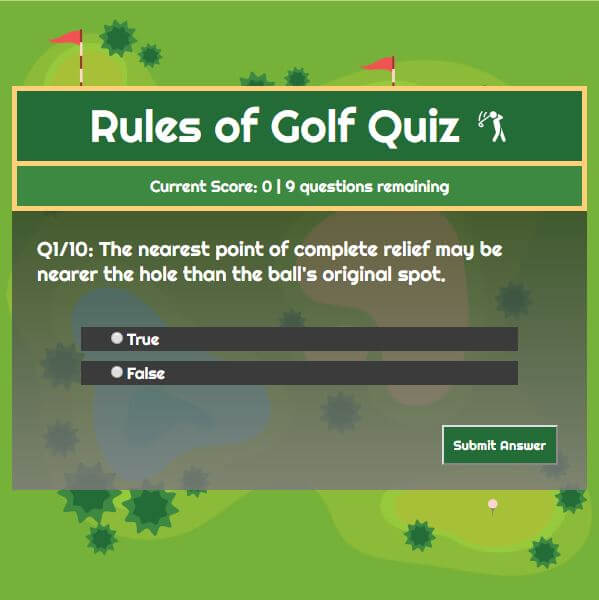 Rules of Golf Quiz
Current Score: 0 | 9 questions remaining
Q1/10: The nearest point of complete relief may be
nearer the hole than the ball's original spot.
True
False
Submit Answer